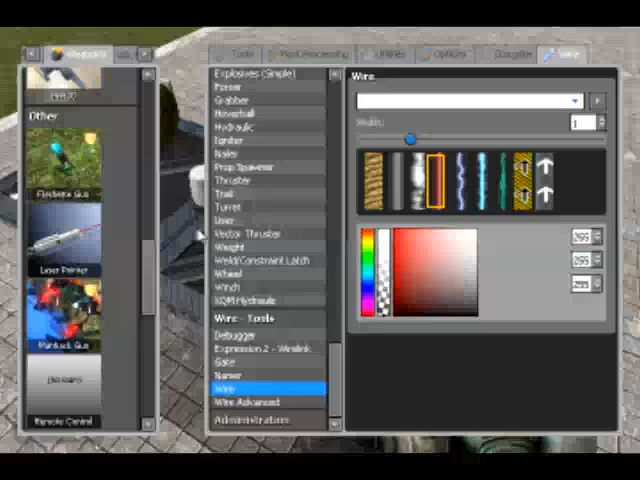 Weapons
Tools
Post Processing
Utilities
Options
Wire
Other
Flechette Gun
Laser Pointer
Manhack Gun
Remote Control
Explosives (Simple)
Grabber
Hoverball
Hydraulic
Igniter
Nailer
Prop Spawner
Thruster
Trail
Turret
User
Vector Thruster
Weight
Weld/Constraint Latch
Wheel
Winch
Wire - Tools
Debugger
Expression 2 - Wirelink...
Gate
Namer
Wire
Wire Advanced
Administration
Wire
Width:
1
255
255
255